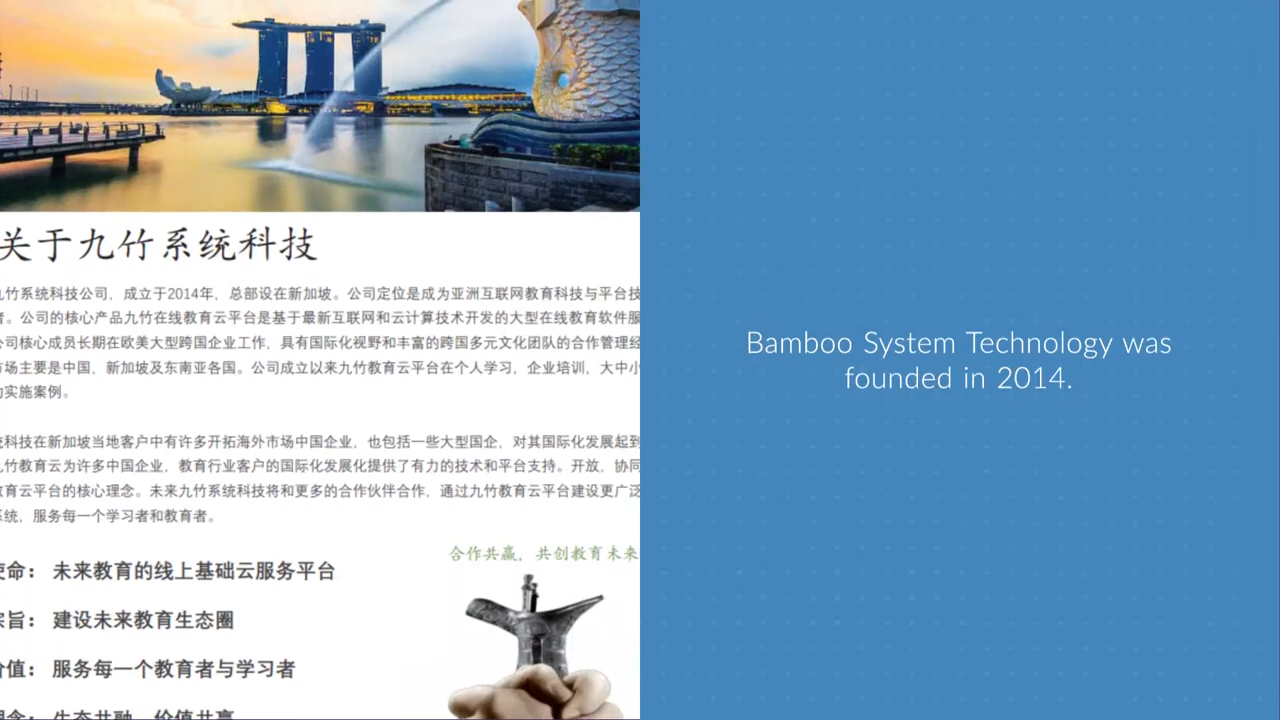 关于九竹系统科技
九竹系统科技公司，成立于2014年，总部设在新加坡。公司定位是成为亚洲互联网教育科技与平台技
者。公司的核心产品九竹在线教育云平台是基于最新互联网和云计算技术开发的大型在线教育软件服
公司核心成员长期在欧美大型跨国企业工作，具有国际化视野和丰富的跨国多元文化团队的合作管理经
市场主要是中国，新加坡及东南亚各国。公司成立以来九竹教育云平台在个人学习，企业培训，大中小
功实施案例。
统科技在新加坡当地客户中有许多开拓海外市场中国企业，也包括一些大型国企，对其国际化发展起到
九竹教育云为许多中国企业，教育行业客户的国际化发展化提供了有力的技术和平台支持。开放，协同
教育云平台的核心理念。未来九竹系统科技将和更多的合作伙伴合作，通过九竹教育云平台建设更广泛
系统，服务每一个学习者和教育者。
合作共赢，共创教育未来
使命： 未来教育的线上基础云服务平台
宗旨： 建设未来教育生态圈
价值： 服务每一个教育者与学习者
理念： 生态共融，价值共赢
Bamboo System Technology was
founded in 2014.